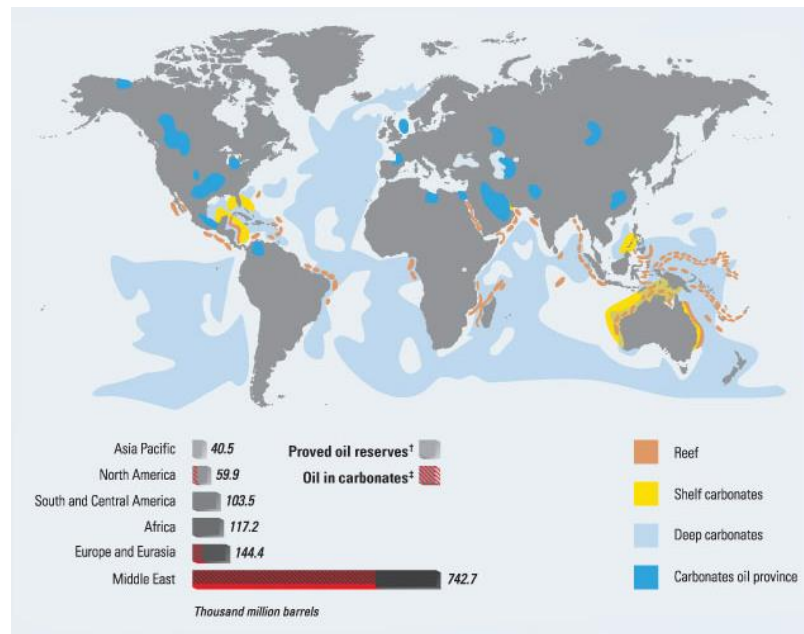 Asia Pacific 40.5
North America 59.9
South and Central America 103.5
Africa 117.2
Europe and Eurasia 144.4
Middle East 742.7
Thousand million barrels
Proved oil reserves†
Oil in carbonates‡
Reef
Shelf carbonates
Deep carbonates
Carbonates oil province